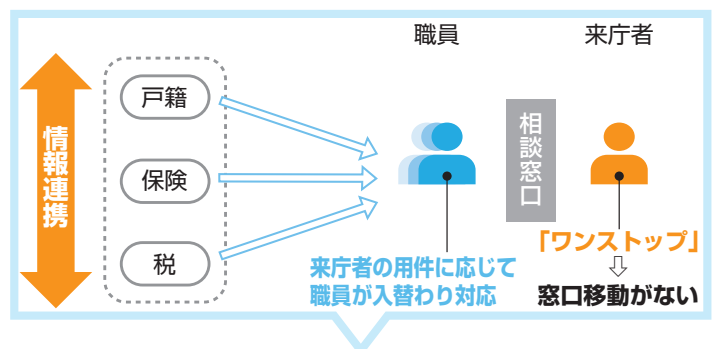 職員
来庁者
情報連携
戸籍
保険
税
相談窓口
来庁者の用件に応じて
職員が入替わり対応
「ワンストップ」
窓口移動がない